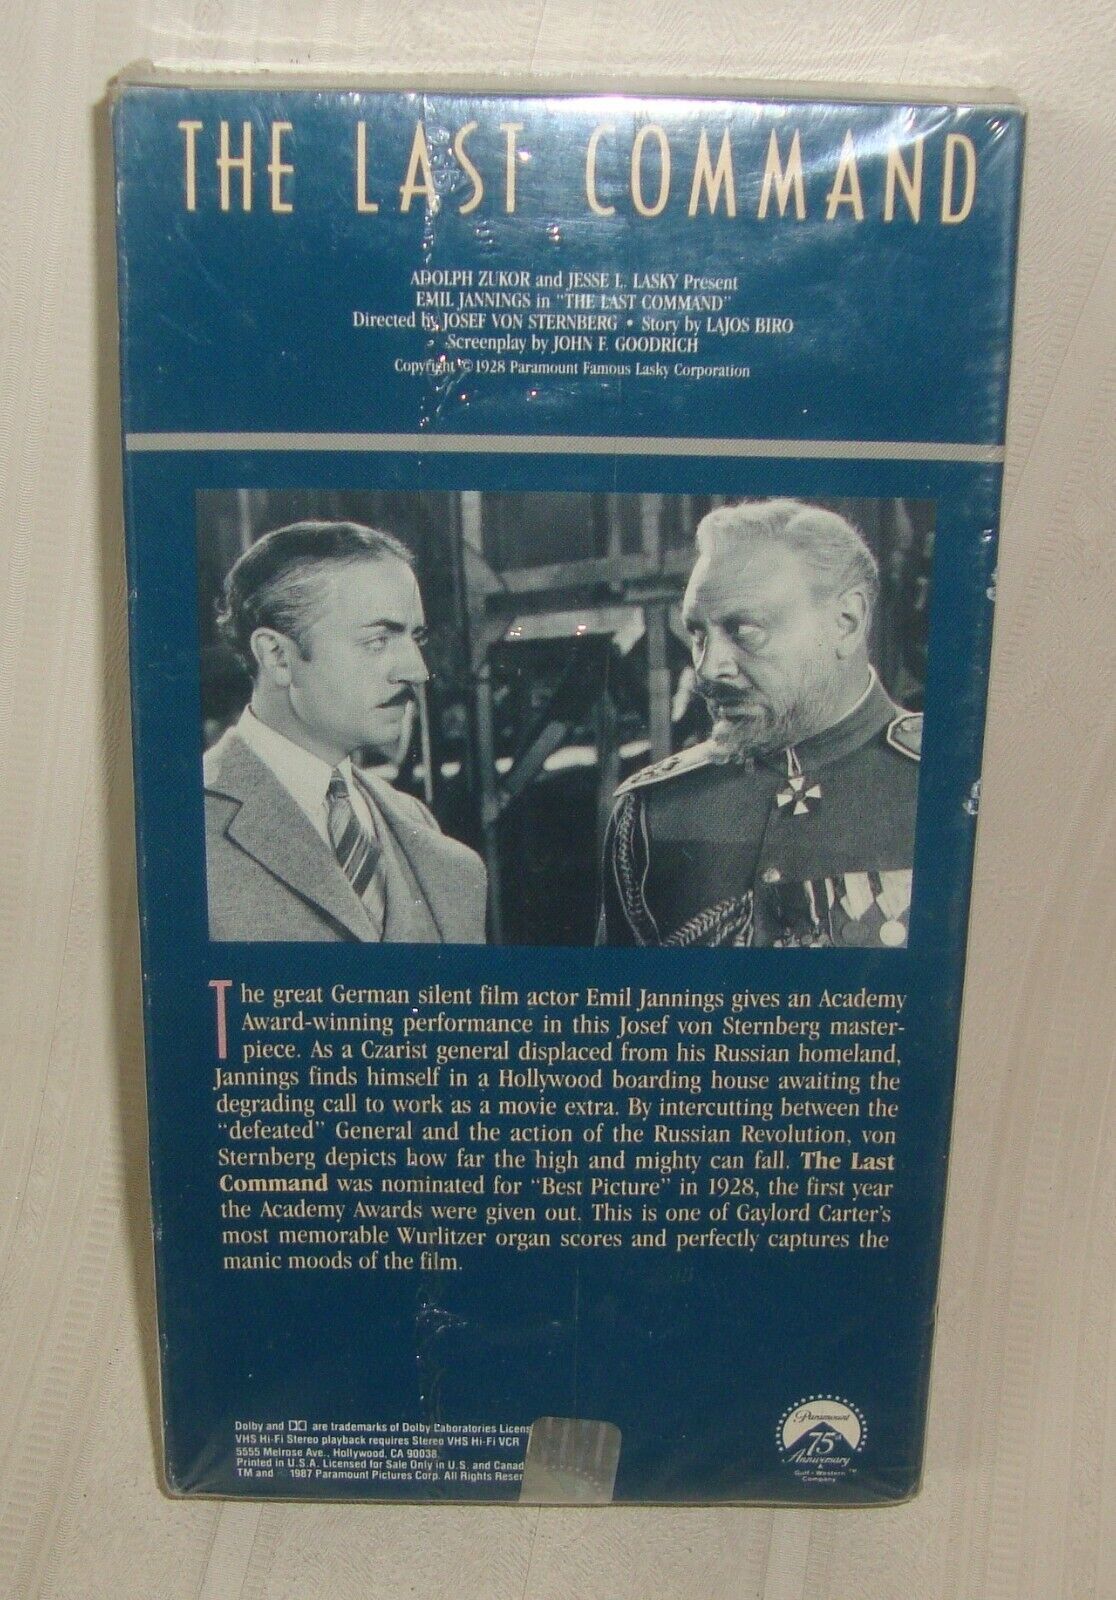 THE LAST COMMAND
ADOLPH ZUKOR and JESSE L. LASKY Present
EMIL JANNINGS in "THE LAST COMMAND"
Directed by JOSEF VON STERNBERG • Story by LAJOS BIRO
Screenplay by JOHN F. GOODRICH
Copyright © 1928 Paramount Famous Lasky Corporation
The great German silent film actor Emil Jannings gives an Academy
Award-winning performance in this Josef von Sternberg master-
piece. As a Czarist general displaced from his Russian homeland,
Jannings finds himself in a Hollywood boarding house awaiting the
degrading call to work as a movie extra. By intercutting between the
"defeated" General and the action of the Russian Revolution, von
Sternberg depicts how far the high and mighty can fall. The Last
Command was nominated for "Best Picture" in 1928, the first year
the Academy Awards were given out. This is one of Gaylord Carter's
most memorable Wurlitzer organ scores and perfectly captures the
manic moods of the film.
Dolby and DD are trademarks of Dolby Laboratories Licens
VHS Hi-Fi Stereo playback requires Stereo VHS Hi-Fi VCR
5555 Melrose Ave., Hollywood, CA 90038
Printed in U.S.A. Licensed for Sale Only in U.S. and Canad
TM and © 1987 Paramount Pictures Corp. All Rights Reser
Paramount
75th
Anniversary
A
Gulf + Western
Company TM